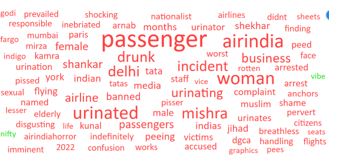 godi prevailed shocking nationalist airlines didnt sheets
responsible inebriated arnab months urinator shekhar finding
mumbai paris passenger airindia peed
fargo mirza female drunk worst business face
indigo kamra shankar delhi tata incident rotten arrested
urination york indian staff vice woman arrest vibe
pissed tatas media urinating complaint anchors
sexual flying airline banned pisser muslim shame
named urinated male mishra urinates pervert
lesser elderly passengers indias jihad citizens
disgusting life kunal peeing victims breathless seats
nifty airindiahorror indefinitely dgca handling flights
imminent 2022 confusion works accused graphics pees